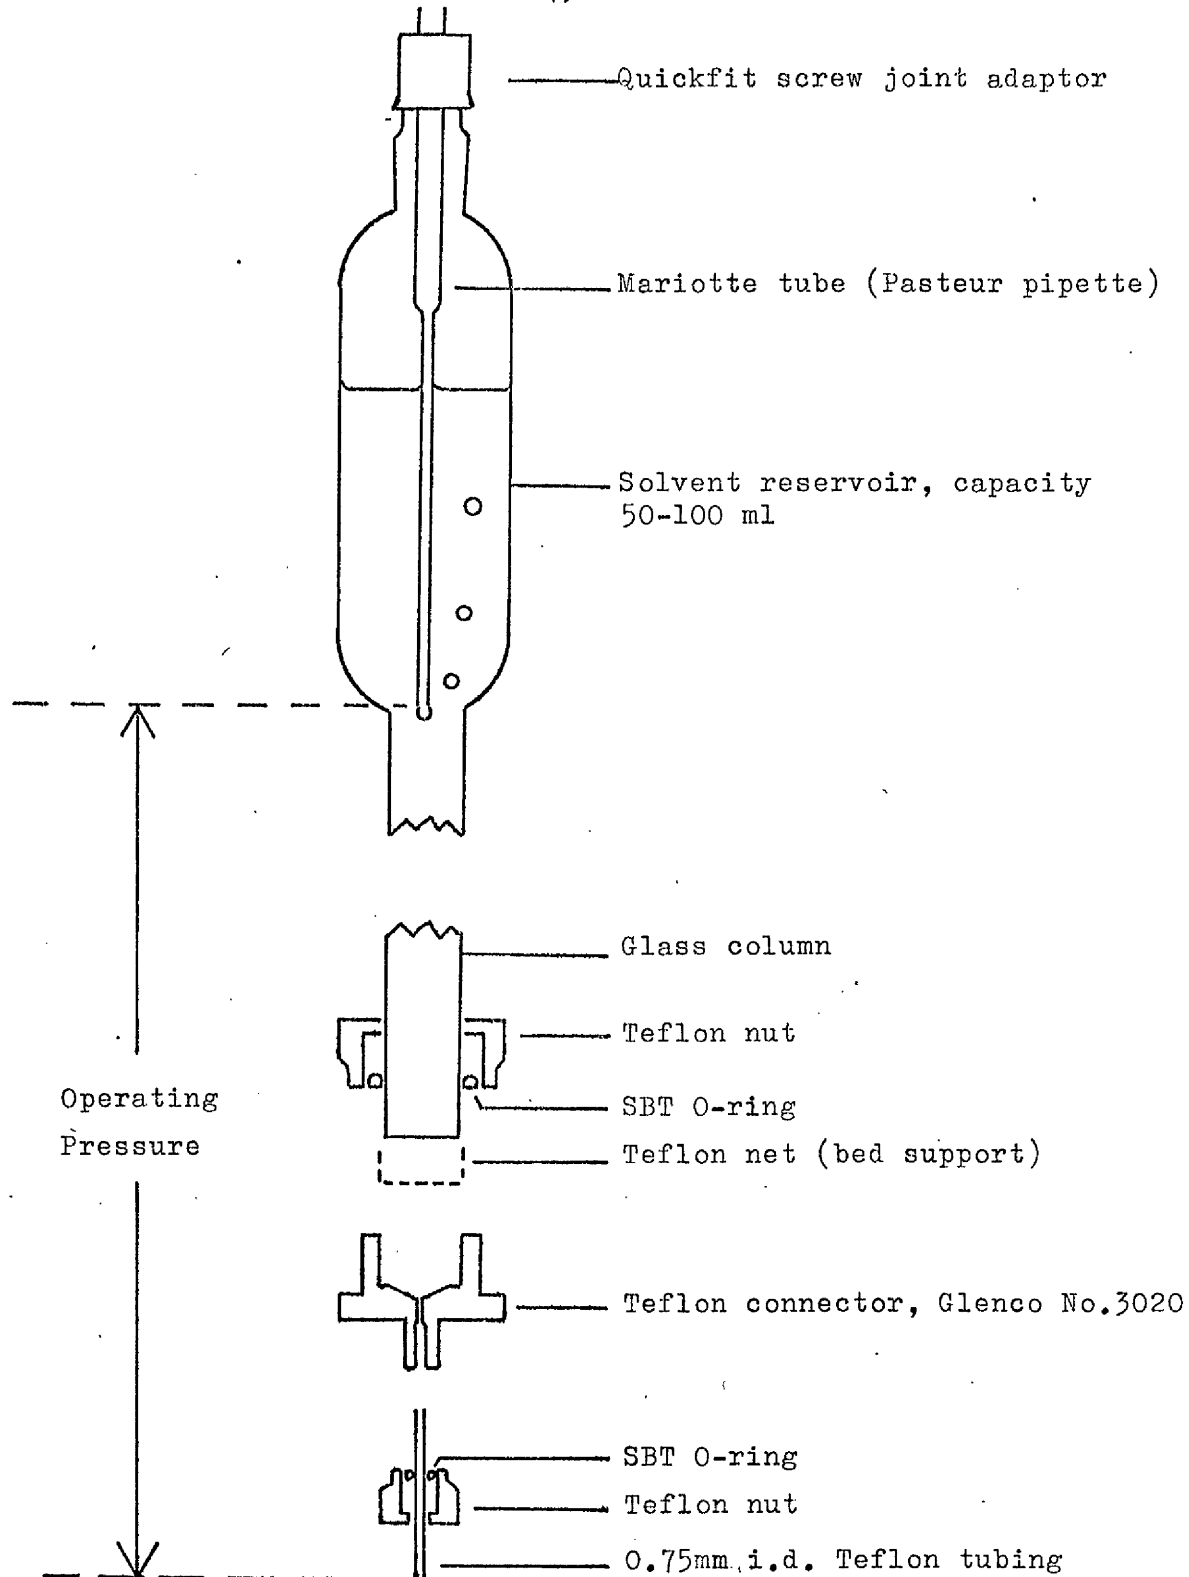 Quickfit screw joint adaptor
Mariotte tube (Pasteur pipette)
Solvent reservoir, capacity
50-100 ml
Glass column
Teflon nut
Operating
Pressure
SBT O-ring
Teflon net (bed support)
Teflon connector, Glenco No.3020
SBT O-ring
Teflon nut
0.75mm.i.d. Teflon tubing